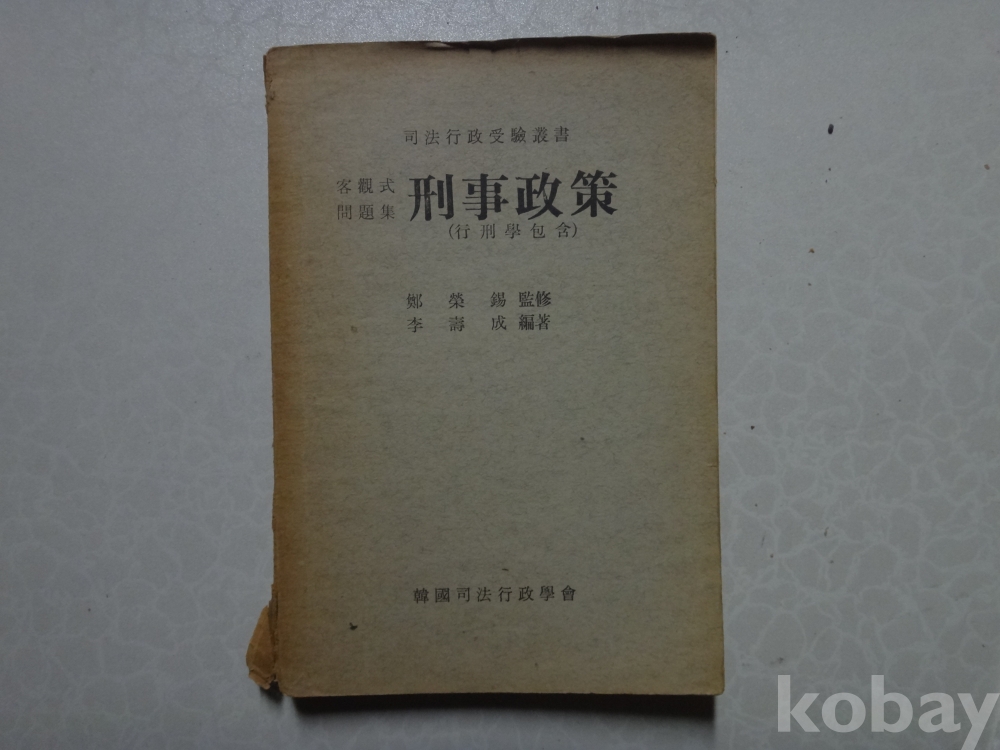 司法行政受驗叢書
客觀式
問題集
刑事政策
(行刑學包含)
鄭榮錫 監修
李壽成 編著
韓國司法行政學會
kobay